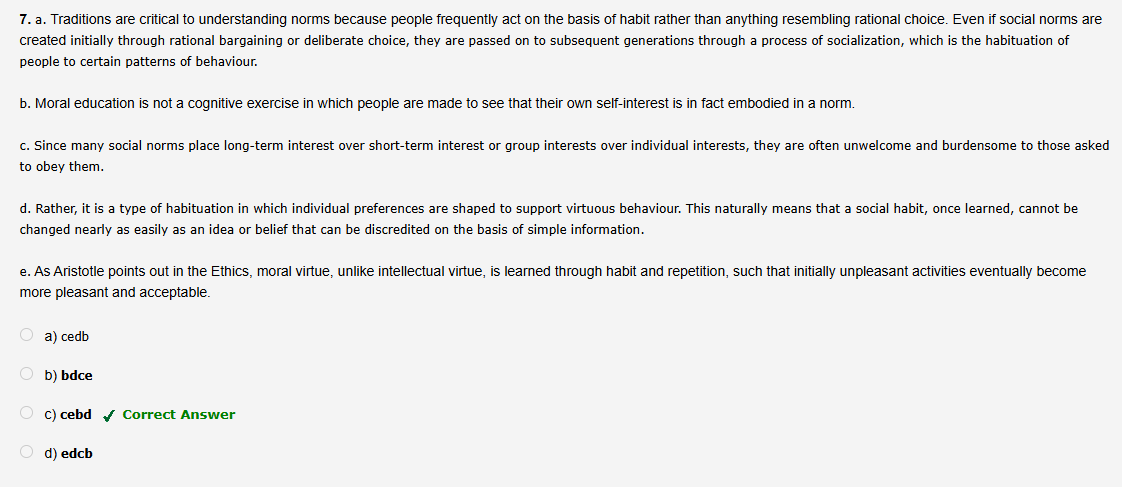 7. a. Traditions are critical to understanding norms because people frequently act on the basis of habit rather than anything resembling rational choice. Even if social norms are
created initially through rational bargaining or deliberate choice, they are passed on to subsequent generations through a process of socialization, which is the habituation of
people to certain patterns of behaviour.
b. Moral education is not a cognitive exercise in which people are made to see that their own self-interest is in fact embodied in a norm.
c. Since many social norms place long-term interest over short-term interest or group interests over individual interests, they are often unwelcome and burdensome to those asked
to obey them.
d. Rather, it is a type of habituation in which individual preferences are shaped to support virtuous behaviour. This naturally means that a social habit, once learned, cannot be
changed nearly as easily as an idea or belief that can be discredited on the basis of simple information.
e. As Aristotle points out in the Ethics, moral virtue, unlike intellectual virtue, is learned through habit and repetition, such that initially unpleasant activities eventually become
more pleasant and acceptable.
a) cedb
b) bdce
c) cebd ✓ Correct Answer
d) edcb